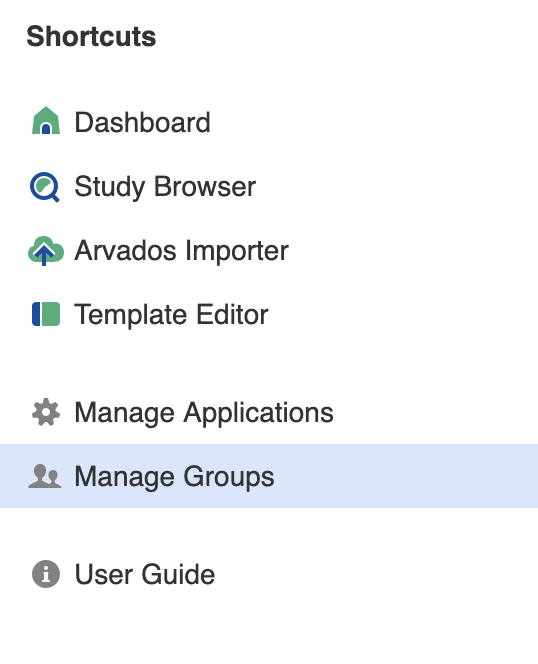 Shortcuts
Dashboard
Study Browser
Arvados Importer
Template Editor
Manage Applications
Manage Groups
User Guide